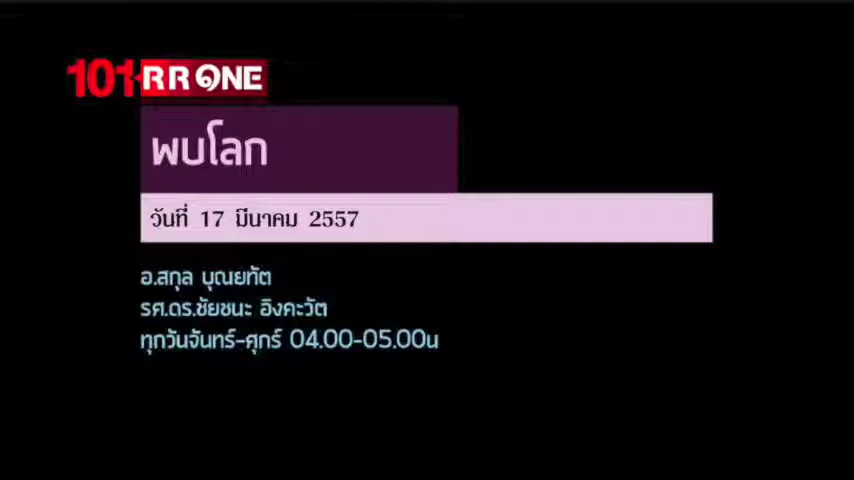 101 RR ONE
พบโลก
วันที่ 17 มีนาคม 2557
อ.สกุล บุณยทัต
รศ.ดร.ชัยชนะ อิงคะวัต
ทุกวันจันทร์-ศุกร์ 04.00-05.00น